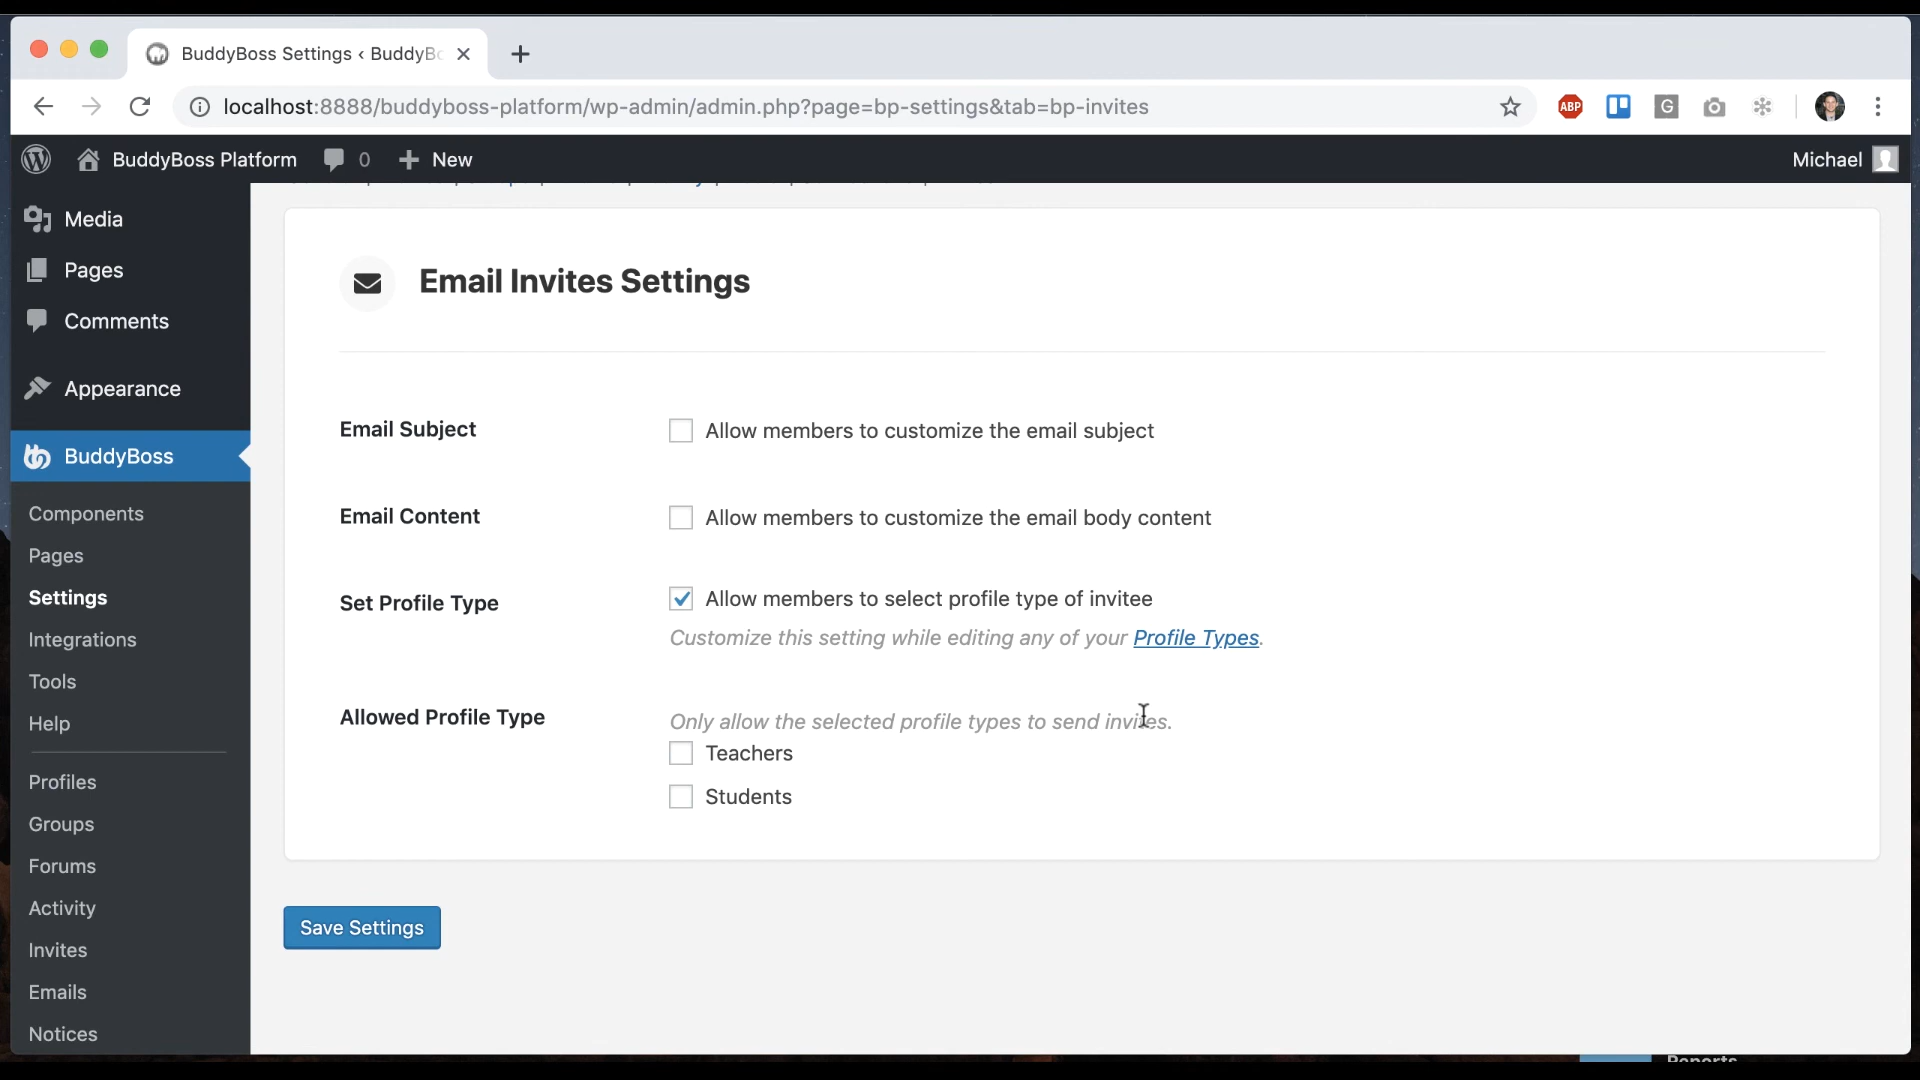 BuddyBoss Settings ‹ BuddyBo
localhost:8888/buddyboss-platform/wp-admin/admin.php?page=bp-settings&tab=bp-invites
ABP
G
BuddyBoss Platform
0
New
Michael
Media
Pages
Comments
Appearance
BuddyBoss
Components
Pages
Settings
Integrations
Tools
Help
Profiles
Groups
Forums
Activity
Invites
Emails
Notices
Email Invites Settings
Email Subject
Allow members to customize the email subject
Email Content
Allow members to customize the email body content
Set Profile Type
Allow members to select profile type of invitee
Customize this setting while editing any of your Profile Types.
Allowed Profile Type
Only allow the selected profile types to send invites.
Teachers
Students
Save Settings
Reports